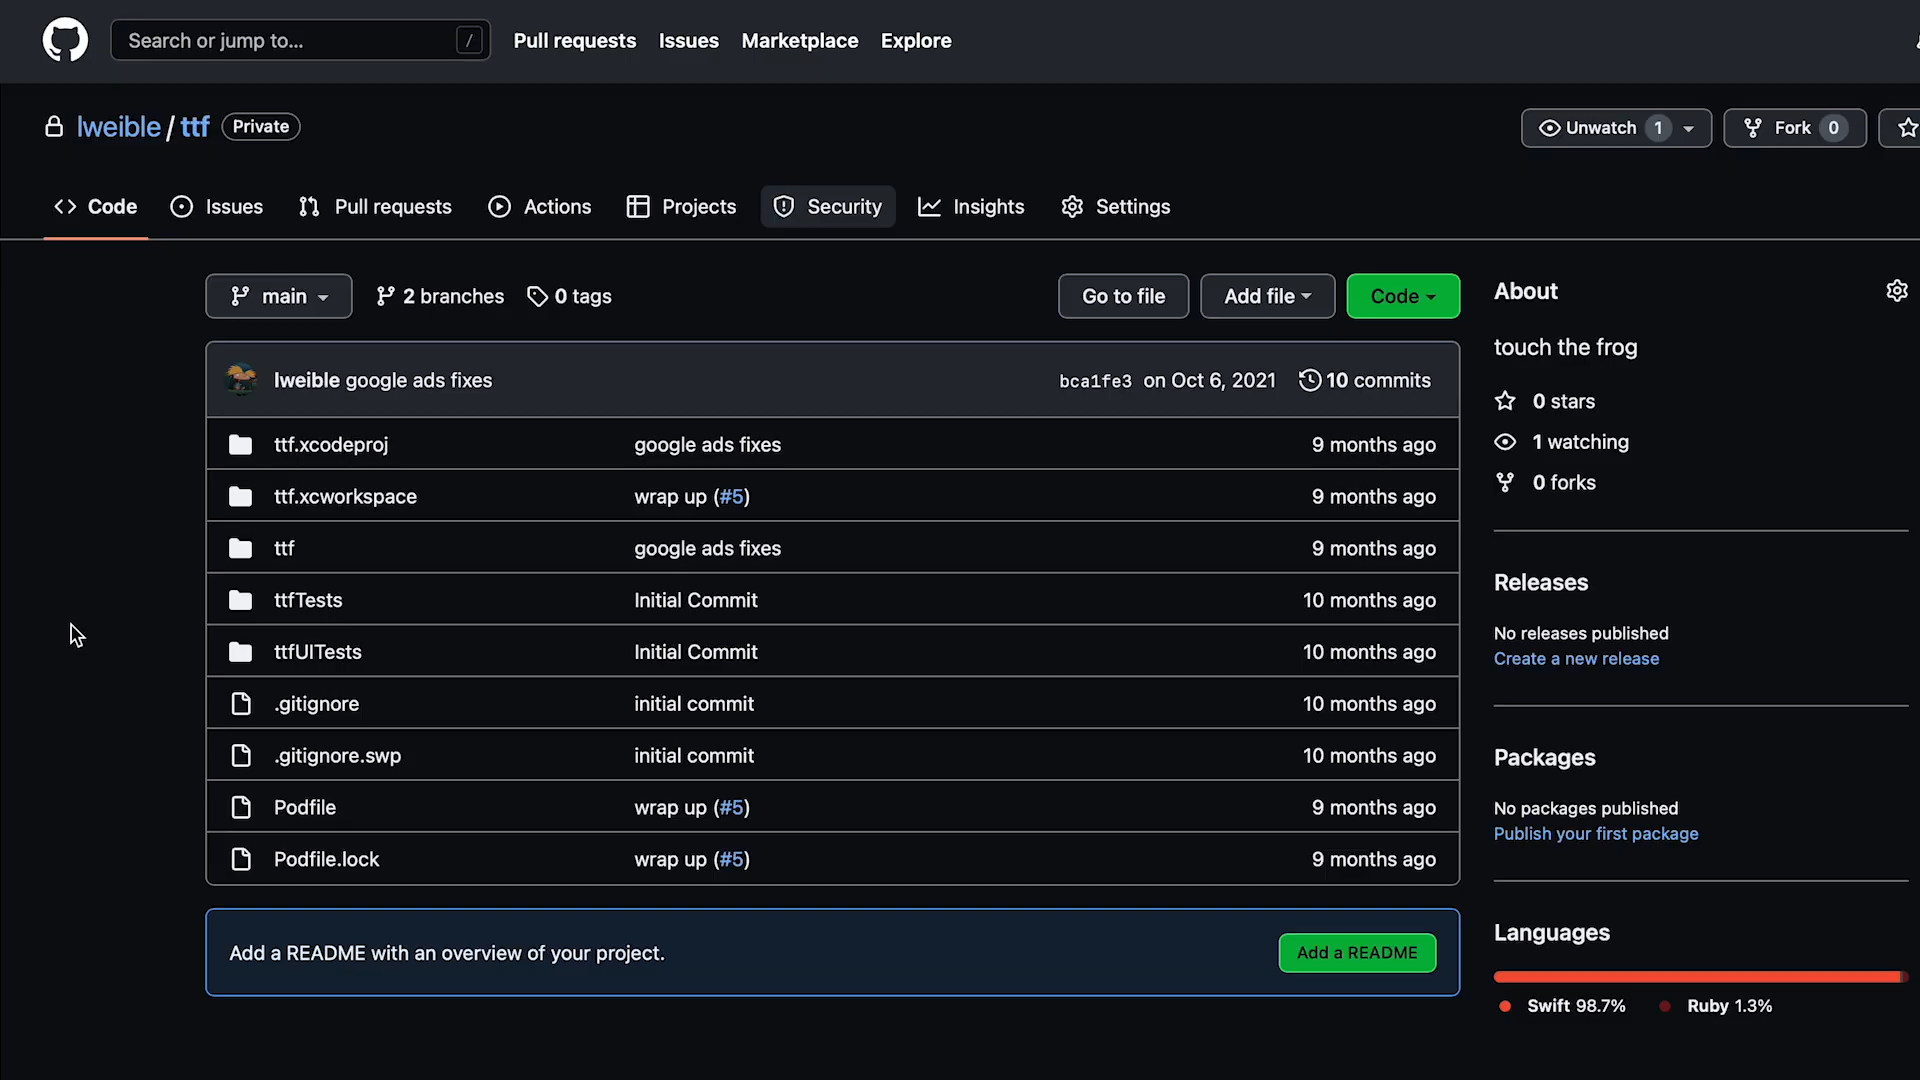 Search or jump to... /
Pull requests Issues Marketplace Explore
lweible / ttf Private
Unwatch 1 Fork 0
Code Issues Pull requests Actions Projects Security Insights Settings
main 2 branches 0 tags Go to file Add file Code
lweible google ads fixes bca1fe3 on Oct 6, 2021 10 commits
ttf.xcodeproj google ads fixes 9 months ago
ttf.xcworkspace wrap up (#5) 9 months ago
ttf google ads fixes 9 months ago
ttfTests Initial Commit 10 months ago
ttfUITests Initial Commit 10 months ago
.gitignore initial commit 10 months ago
.gitignore.swp initial commit 10 months ago
Podfile wrap up (#5) 9 months ago
Podfile.lock wrap up (#5) 9 months ago
Add a README with an overview of your project. Add a README
About
touch the frog
0 stars
1 watching
0 forks
Releases
No releases published
Create a new release
Packages
No packages published
Publish your first package
Languages
Swift 98.7% Ruby 1.3%